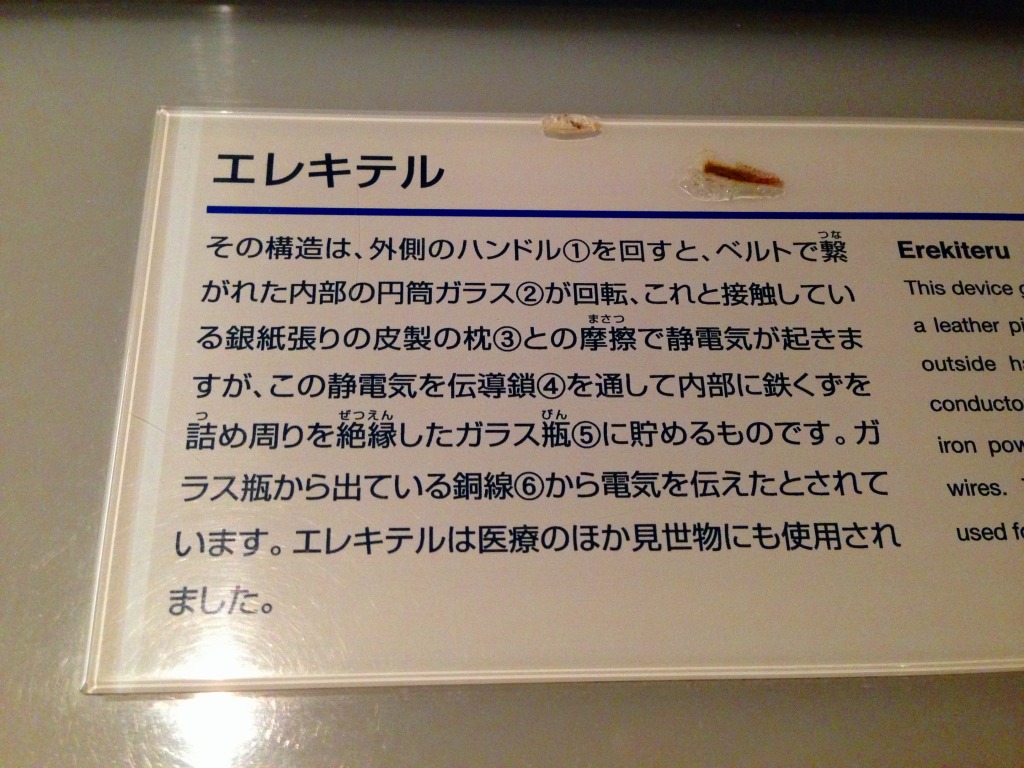 エレキテル
その構造は、外側のハンドル①を回すと、ベルトで繋
つな
がれた内部の円筒ガラス②が回転、これと接触してい
る銀紙張りの皮製の枕③との摩擦で静電気が起きま
まさつ
すが、この静電気を伝導鎖④を通して内部に鉄くずを
詰め周りを絶縁したガラス瓶⑤に貯めるものです。ガ
つ ぜつえん びん
ラス瓶から出ている銅線⑥から電気を伝えたとされて
います。エレキテルは医療のほか見世物にも使用され
ました。
Erekiteru
This device
a leather
outside
iron
wires.
used